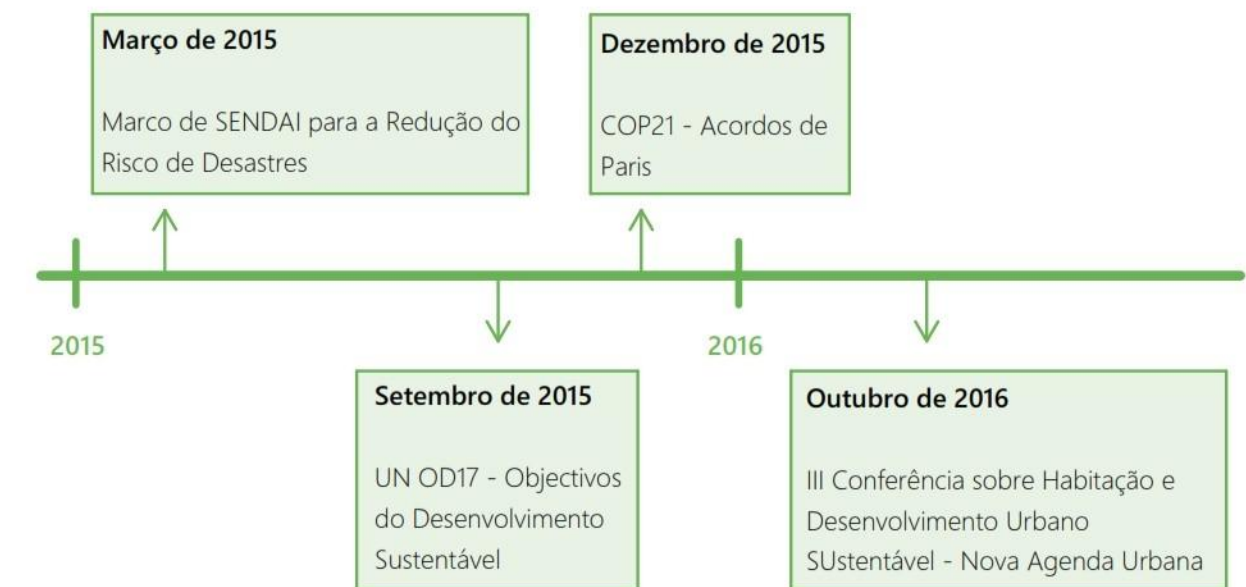 Março de 2015
Marco de SENDAI para a Redução do
Risco de Desastres
Dezembro de 2015
COP21 - Acordos de
Paris
2015
2016
Setembro de 2015
UN OD17 - Objectivos
do Desenvolvimento
Sustentável
Outubro de 2016
III Conferência sobre Habitação e
Desenvolvimento Urbano
SUstentável - Nova Agenda Urbana